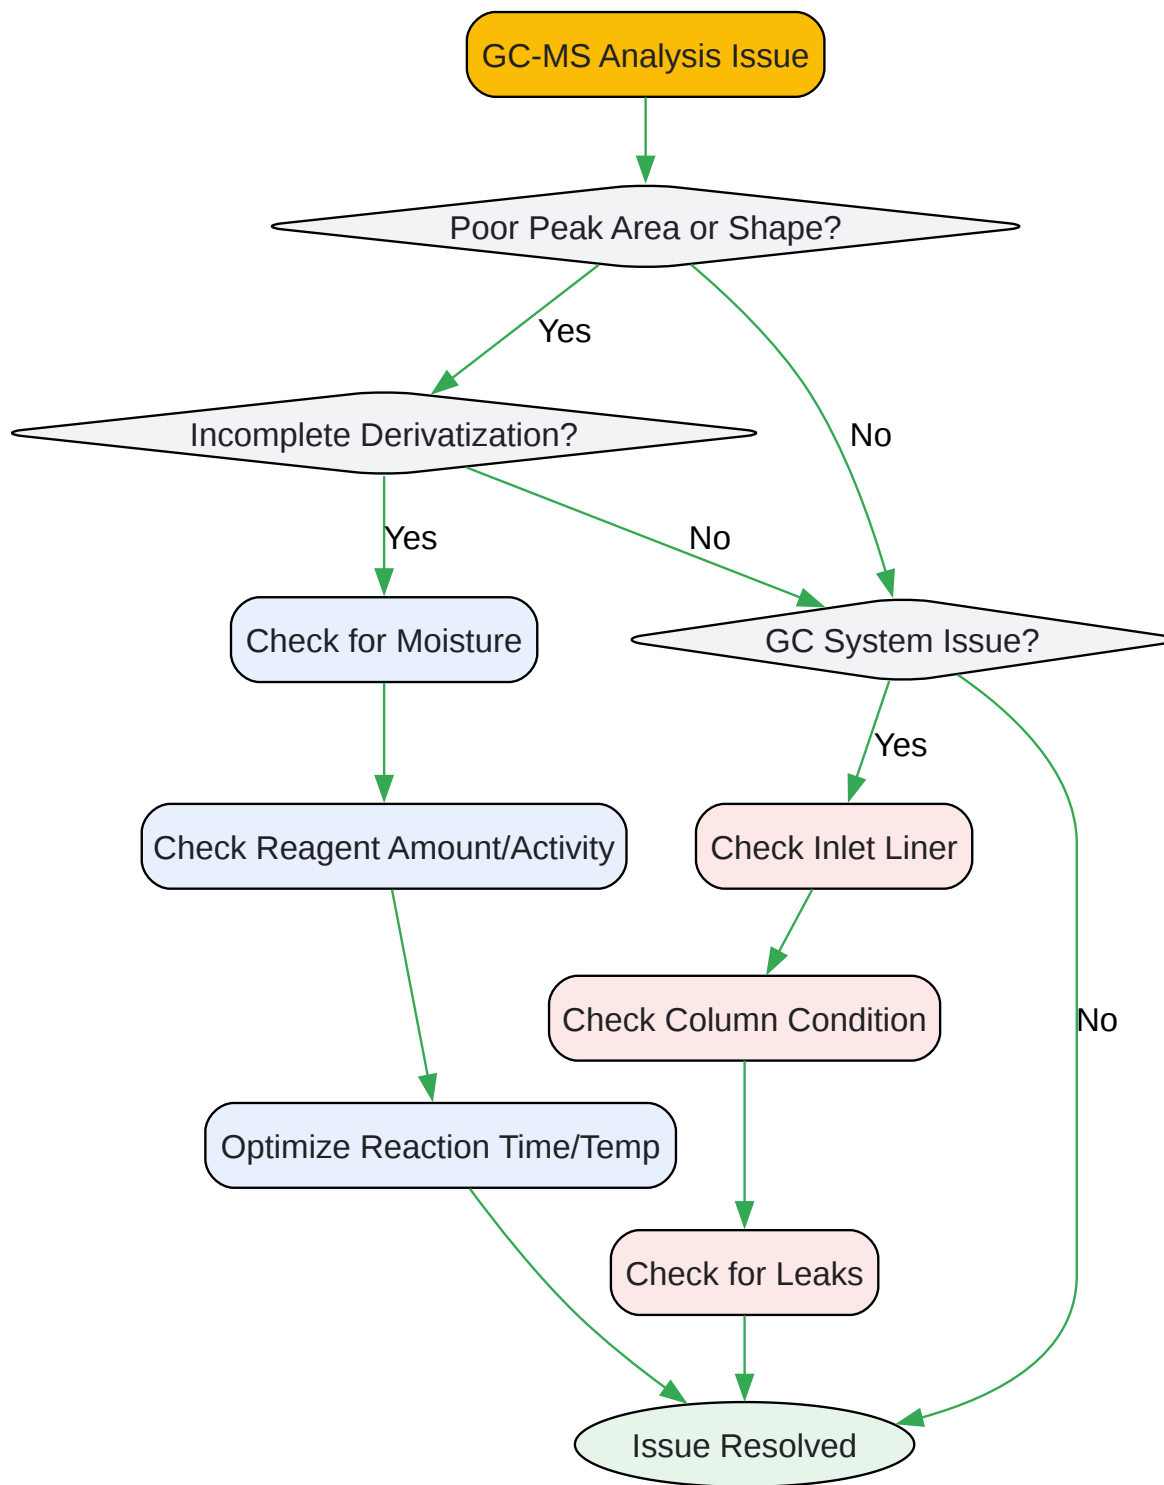 GC-MS Analysis Issue
Poor Peak Area or Shape?
Yes
Incomplete Derivatization?
No
Yes
No
Check for Moisture
GC System Issue?
Yes
Check Reagent Amount/Activity
Check Inlet Liner
Check Column Condition
No
Optimize Reaction Time/Temp
Check for Leaks
Issue Resolved